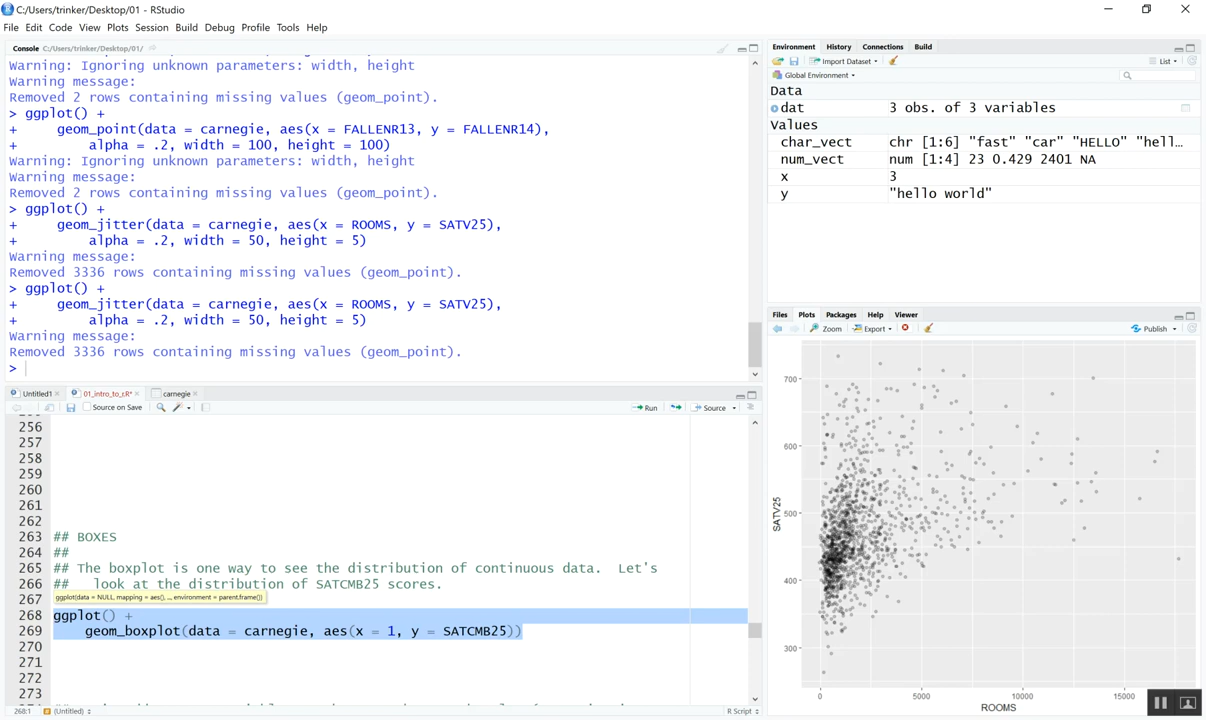 C:/Users/trinker/Desktop/01 - RStudio
File Edit Code View Plots Session Build Debug Profile Tools Help
Console C:/Users/trinker/Desktop/01/
Warning: Ignoring unknown parameters: width, height
Warning message:
Removed 2 rows containing missing values (geom_point).
> ggplot() +
+ geom_point(data = carnegie, aes(x = FALLENR13, y = FALLENR14),
+ alpha = .2, width = 100, height = 100)
Warning: Ignoring unknown parameters: width, height
Warning message:
Removed 2 rows containing missing values (geom_point).
> ggplot() +
+ geom_jitter(data = carnegie, aes(x = ROOMS, y = SATV25),
+ alpha = .2, width = 50, height = 5)
Warning message:
Removed 3336 rows containing missing values (geom_point).
> ggplot() +
+ geom_jitter(data = carnegie, aes(x = ROOMS, y = SATV25),
+ alpha = .2, width = 50, height = 5)
Warning message:
Removed 3336 rows containing missing values (geom_point).
>
Untitled1 01_intro_to_r.R* carnegie
Source on Save Run Source
256
257
258
259
260
261
262
263 ## BOXES
264 ##
265 ## The boxplot is one way to see the distribution of continuous data. Let's
266 ## look at the distribution of SATCMB25 scores.
267 ggplot(data = NULL, mapping = aes(), ..., environment = parent.frame())
268 ggplot() +
269 geom_boxplot(data = carnegie, aes(x = 1, y = SATCMB25))
270
271
272
273
268:1 (Untitled) R Script
Environment History Connections Build
Import Dataset List
Global Environment
Data
dat 3 obs. of 3 variables
Values
char_vect chr [1:6] "fast" "car" "HELLO" "hell…
num_vect num [1:4] 23 0.429 2401 NA
x 3
y "hello world"
Files Plots Packages Help Viewer
Zoom Export Publish
700
600
500
400
300
SATV25
0 5000 10000 15000
ROOMS